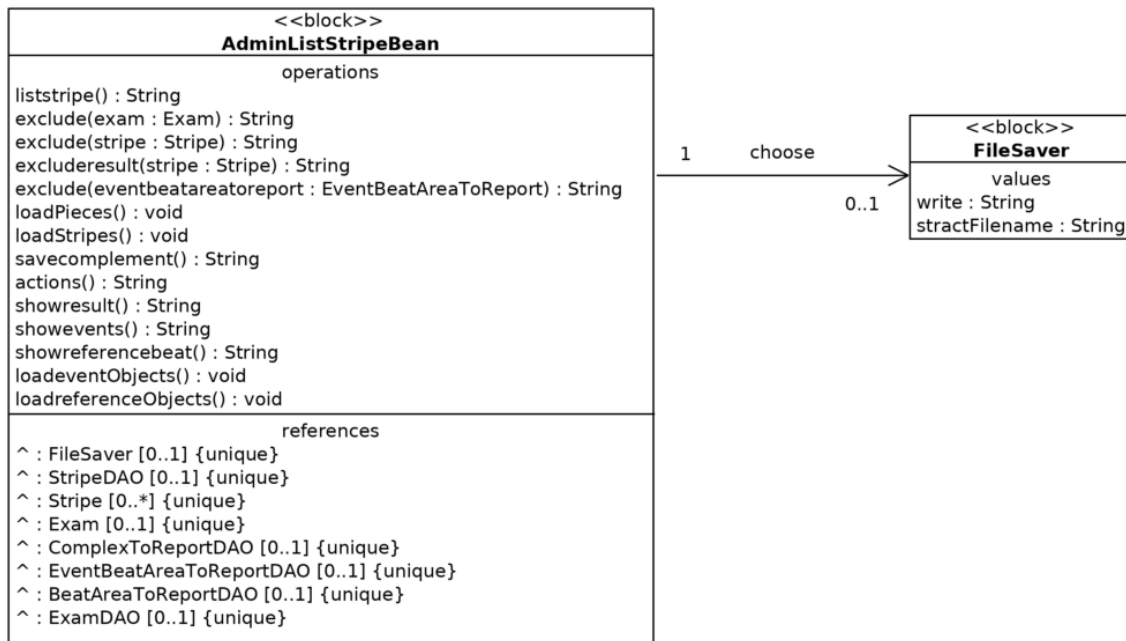 <<block>>
AdminListStripeBean
operations
liststripe() : String
exclude(exam : Exam) : String
exclude(stripe : Stripe) : String
excluderesult(stripe : Stripe) : String
exclude(eventbeatareatoreport : EventBeatAreaToReport) : String
loadPieces() : void
loadStripes() : void
savecomplement() : String
actions() : String
showresult() : String
showevents() : String
showreferencebeat() : String
loadeventObjects() : void
loadreferenceObjects() : void
references
^ : FileSaver [0..1] {unique}
^ : StripeDAO [0..1] {unique}
^ : Stripe [0..*] {unique}
^ : Exam [0..1] {unique}
^ : ComplexToReportDAO [0..1] {unique}
^ : EventBeatAreaToReportDAO [0..1] {unique}
^ : BeatAreaToReportDAO [0..1] {unique}
^ : ExamDAO [0..1] {unique}
1
choose
0..1
<<block>>
FileSaver
values
write : String
stractFilename : String